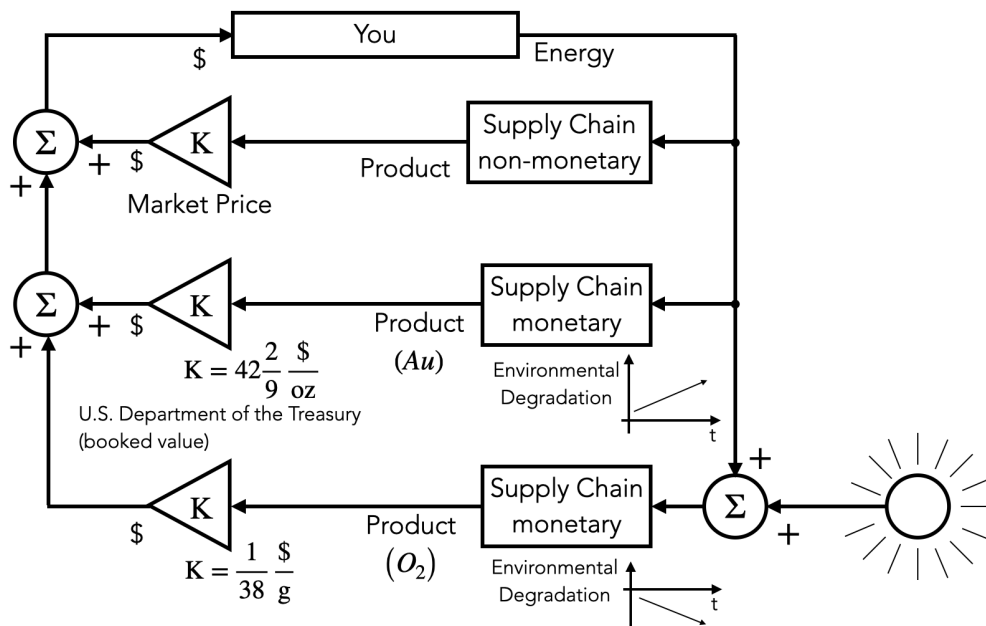 You
$
Energy
Σ
+
+
$
K
Market Price
Product
Supply Chain
non-monetary
Σ
+
+
$
K
K = 42 2/9 $/oz
Product
(Au)
Supply Chain
monetary
Environmental
Degradation
t
U.S. Department of the Treasury
(booked value)
$
K
K = 1/38 $/g
Product
(O₂)
Supply Chain
monetary
Σ
+
+
Environmental
Degradation
t